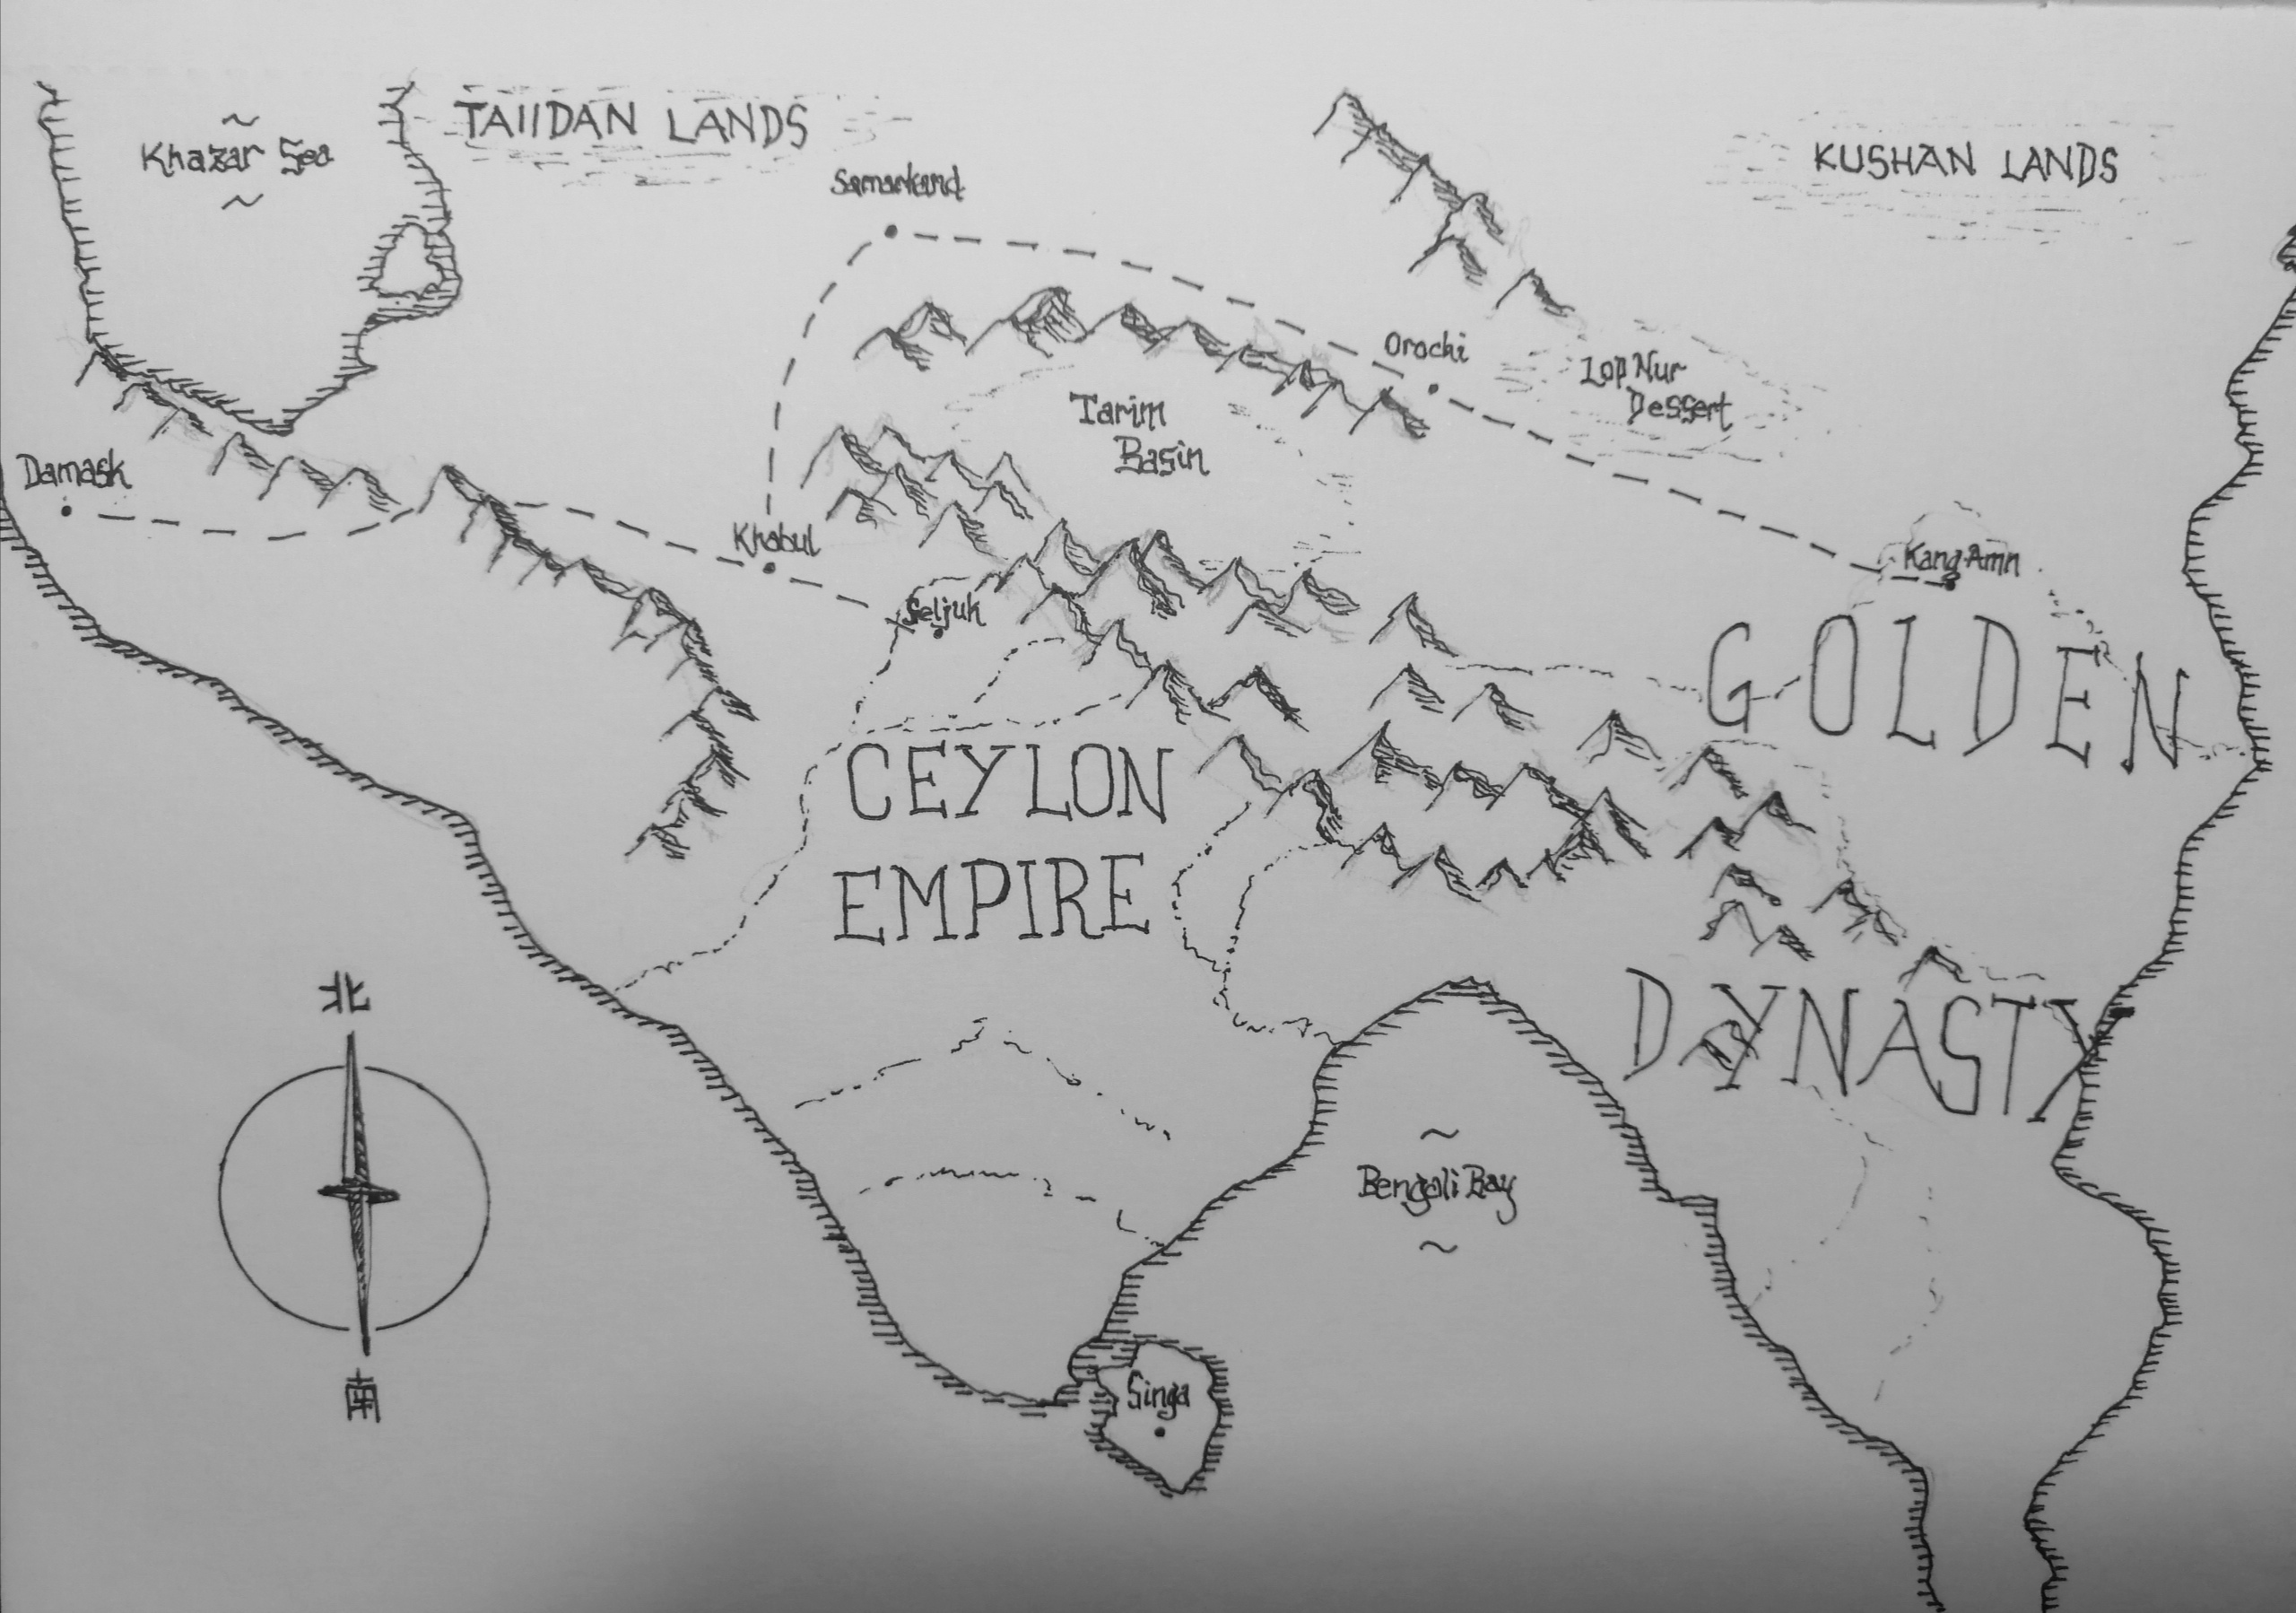 TAIIDAN LANDS
KUSHAN LANDS
Khazar Sea
Samarkand
Orochi
Lop Nur
Dessert
Tarim
Basin
Damask
Khabul
Kang-Amn
Seljuk
GOLDEN
CEYLON
EMPIRE
DYNASTY
北
Bengali Bay
南
Singa